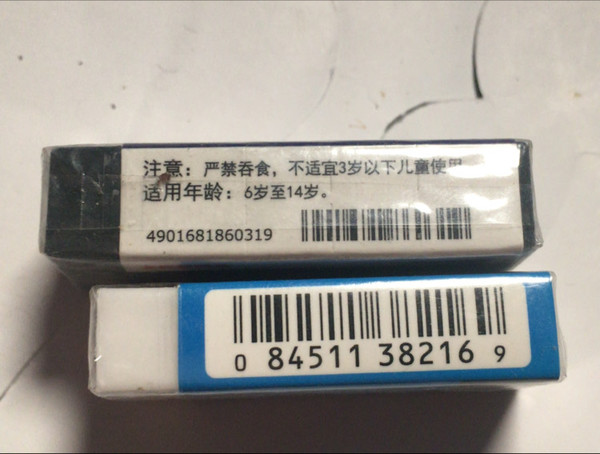 注意：严禁吞食，不适宜3岁以下儿童使用
适用年龄：6岁至14岁。
4901681860319
0 84511 38216 9